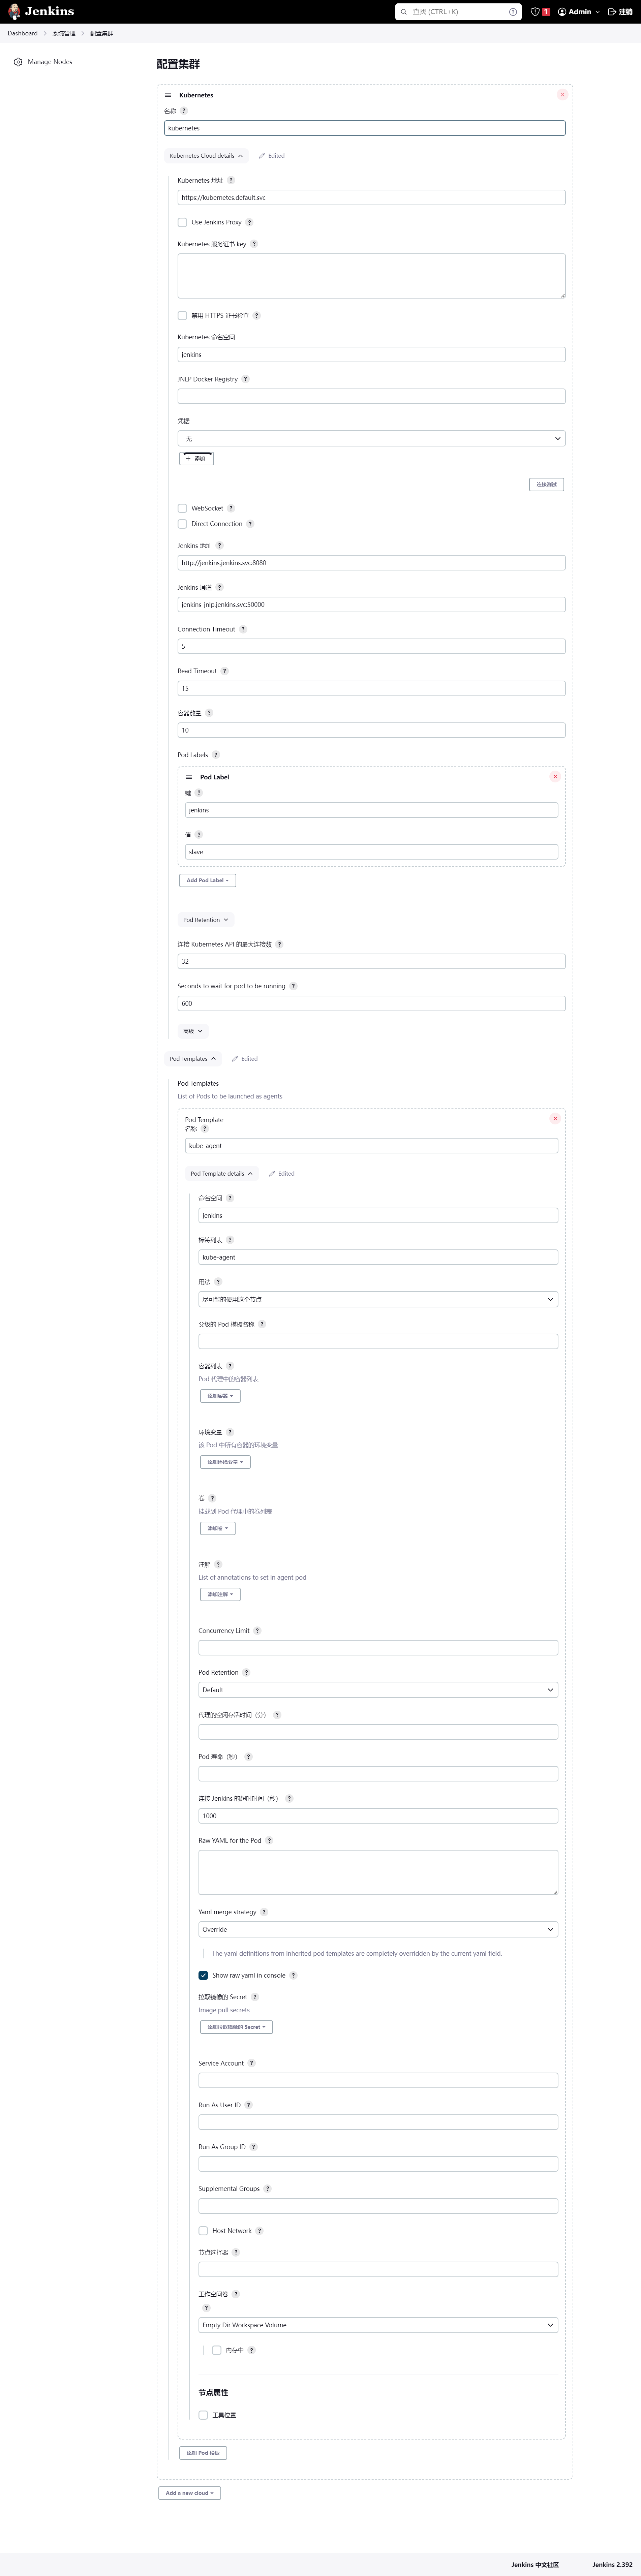 Jenkins
查找 (CTRL+K)
1
Admin
注销
Dashboard
系统管理
配置集群
Manage Nodes
配置集群
Kubernetes
名称 ?
kubernetes
Kubernetes Cloud details
Edited
Kubernetes 地址 ?
https://kubernetes.default.svc
Use Jenkins Proxy ?
Kubernetes 服务证书 key ?
禁用 HTTPS 证书检查 ?
Kubernetes 命名空间
jenkins
JNLP Docker Registry ?
凭据
- 无 -
添加
连接测试
WebSocket ?
Direct Connection ?
Jenkins 地址 ?
http://jenkins.jenkins.svc:8080
Jenkins 通道 ?
jenkins-jnlp.jenkins.svc:50000
Connection Timeout ?
5
Read Timeout ?
15
容器数量 ?
10
Pod Labels ?
Pod Label
键 ?
jenkins
值 ?
slave
Add Pod Label
Pod Retention
连接 Kubernetes API 的最大连接数 ?
32
Seconds to wait for pod to be running ?
600
高级
Pod Templates
Edited
Pod Templates
List of Pods to be launched as agents
Pod Template
名称 ?
kube-agent
Pod Template details
Edited
命名空间 ?
jenkins
标签列表 ?
kube-agent
用法 ?
尽可能的使用这个节点
父级的 Pod 模板名称 ?
容器列表 ?
Pod 代理中的容器列表
添加容器
环境变量 ?
该 Pod 中所有容器的环境变量
添加环境变量
卷 ?
挂载到 Pod 代理中的卷列表
添加卷
注解 ?
List of annotations to set in agent pod
添加注解
Concurrency Limit ?
Pod Retention ?
Default
代理的空闲存活时间（分） ?
Pod 寿命（秒） ?
连接 Jenkins 的超时时间（秒） ?
1000
Raw YAML for the Pod ?
Yaml merge strategy ?
Override
The yaml definitions from inherited pod templates are completely overridden by the current yaml field.
Show raw yaml in console ?
拉取镜像的 Secret ?
Image pull secrets
添加拉取镜像的 Secret
Service Account ?
Run As User ID ?
Run As Group ID ?
Supplemental Groups ?
Host Network ?
节点选择器 ?
工作空间卷 ?
?
Empty Dir Workspace Volume
内存中 ?
节点属性
工具位置
添加 Pod 模板
Add a new cloud
Jenkins 中文社区
Jenkins 2.392